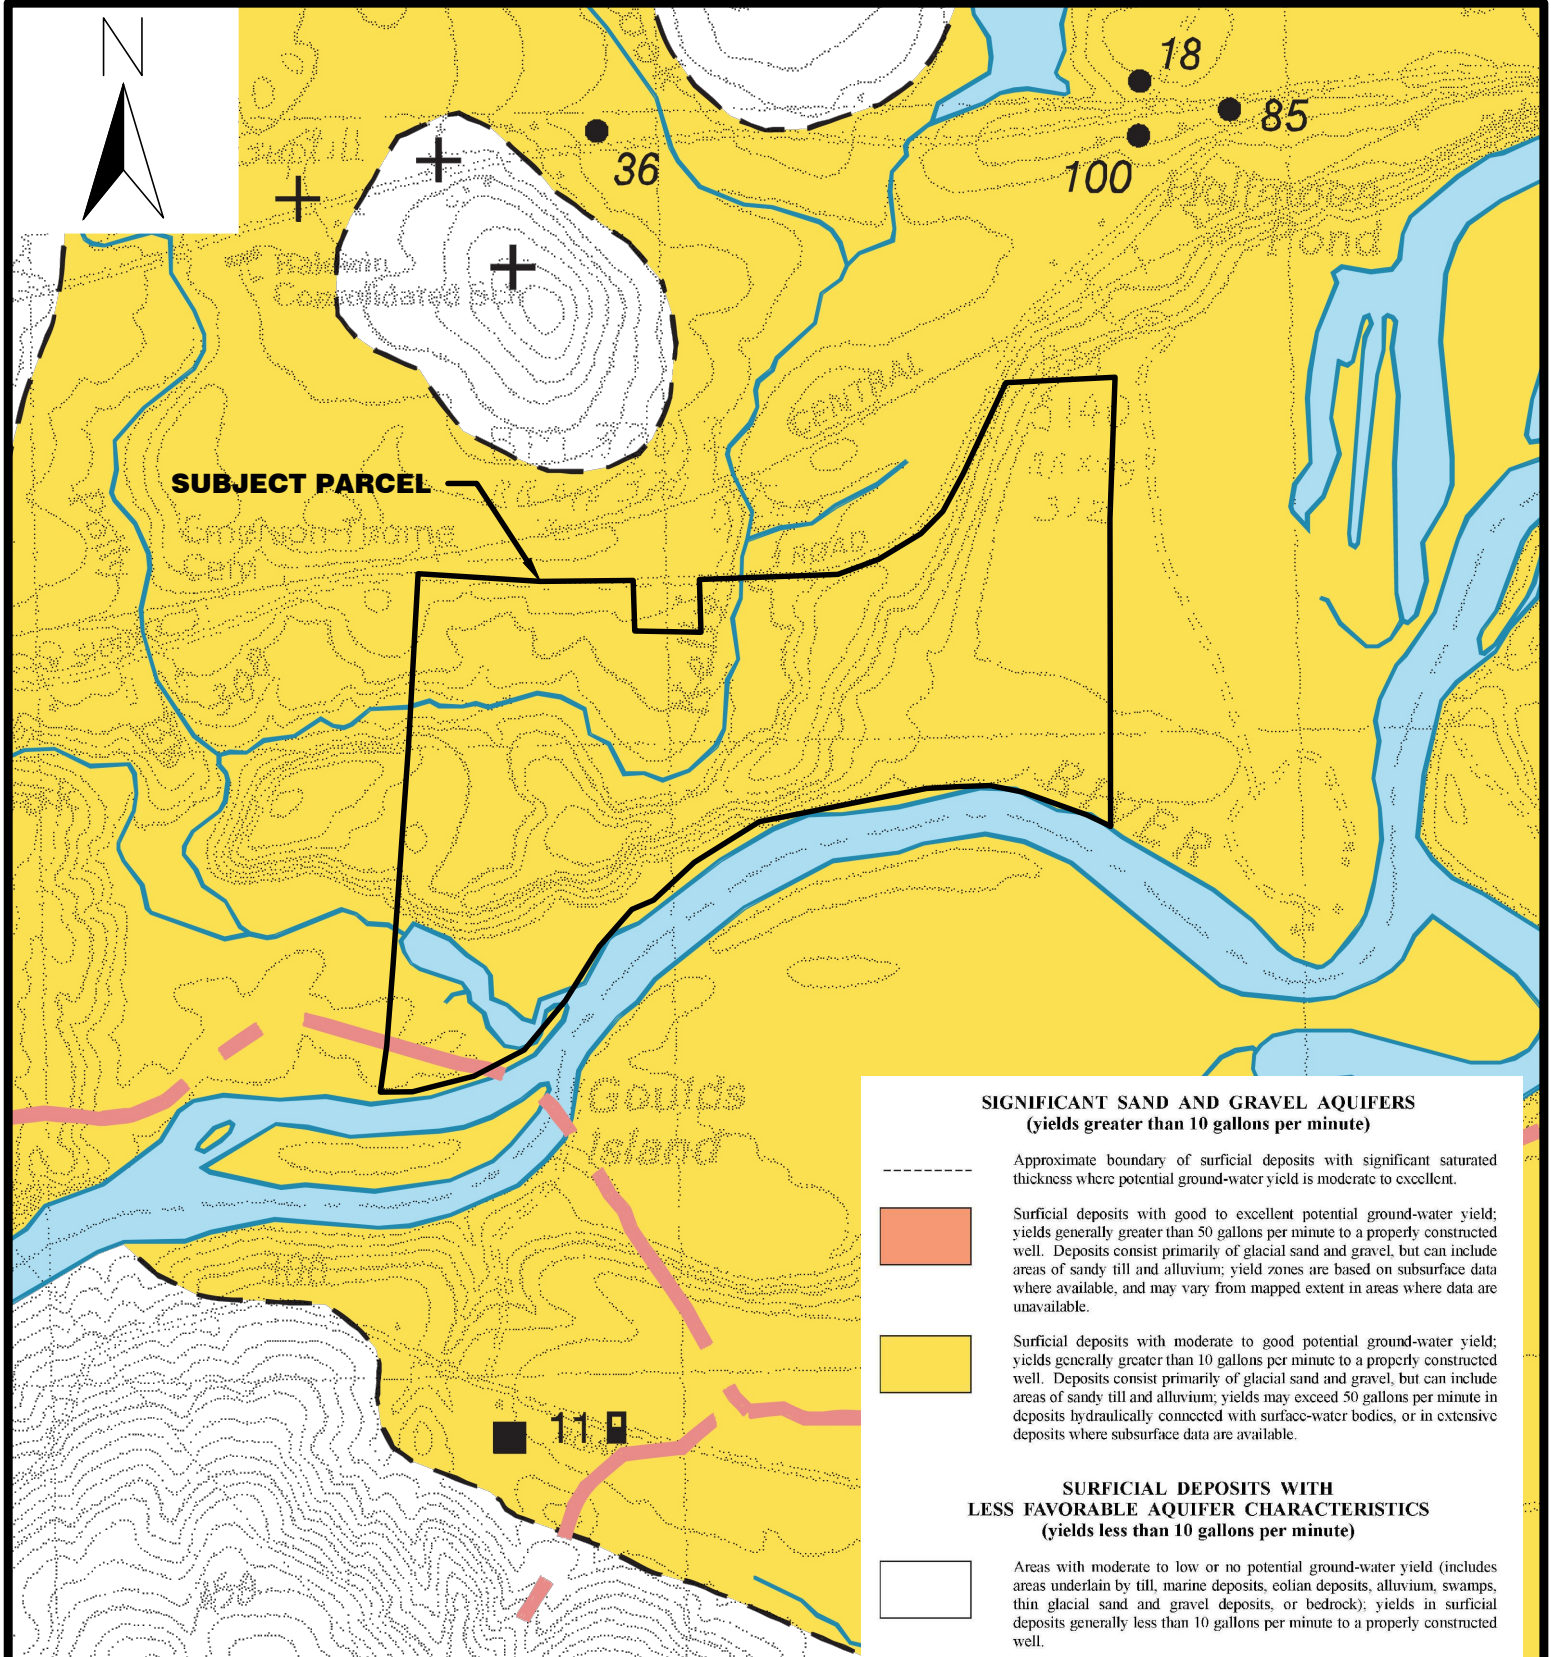 N
18
85
36
100
Halfmoon
Pond
Baldwin
Consolidated Sch
CENTRAL
SUBJECT PARCEL
Cem
ROAD
388
RIVER
Goulds
Island
408
11
SIGNIFICANT SAND AND GRAVEL AQUIFERS
(yields greater than 10 gallons per minute)
Approximate boundary of surficial deposits with significant saturated
thickness where potential ground-water yield is moderate to excellent.
Surficial deposits with good to excellent potential ground-water yield;
yields generally greater than 50 gallons per minute to a properly constructed
well. Deposits consist primarily of glacial sand and gravel, but can include
areas of sandy till and alluvium; yield zones are based on subsurface data
where available, and may vary from mapped extent in areas where data are
unavailable.
Surficial deposits with moderate to good potential ground-water yield;
yields generally greater than 10 gallons per minute to a properly constructed
well. Deposits consist primarily of glacial sand and gravel, but can include
areas of sandy till and alluvium; yields may exceed 50 gallons per minute in
deposits hydraulically connected with surface-water bodies, or in extensive
deposits where subsurface data are available.
SURFICIAL DEPOSITS WITH
LESS FAVORABLE AQUIFER CHARACTERISTICS
(yields less than 10 gallons per minute)
Areas with moderate to low or no potential ground-water yield (includes
areas underlain by till, marine deposits, eolian deposits, alluvium, swamps,
thin glacial sand and gravel deposits, or bedrock); yields in surficial
deposits generally less than 10 gallons per minute to a properly constructed
well.